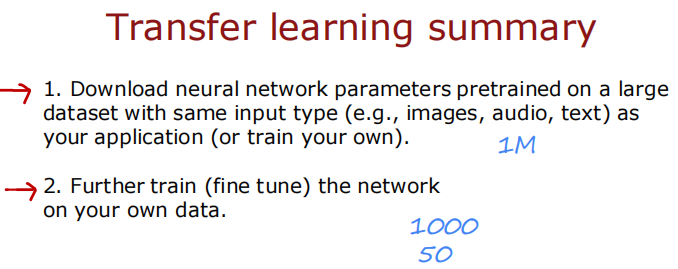 Transfer learning summary
1. Download neural network parameters pretrained on a large
dataset with same input type (e.g., images, audio, text) as
your application (or train your own).
1M
2. Further train (fine tune) the network
on your own data.
1000
50